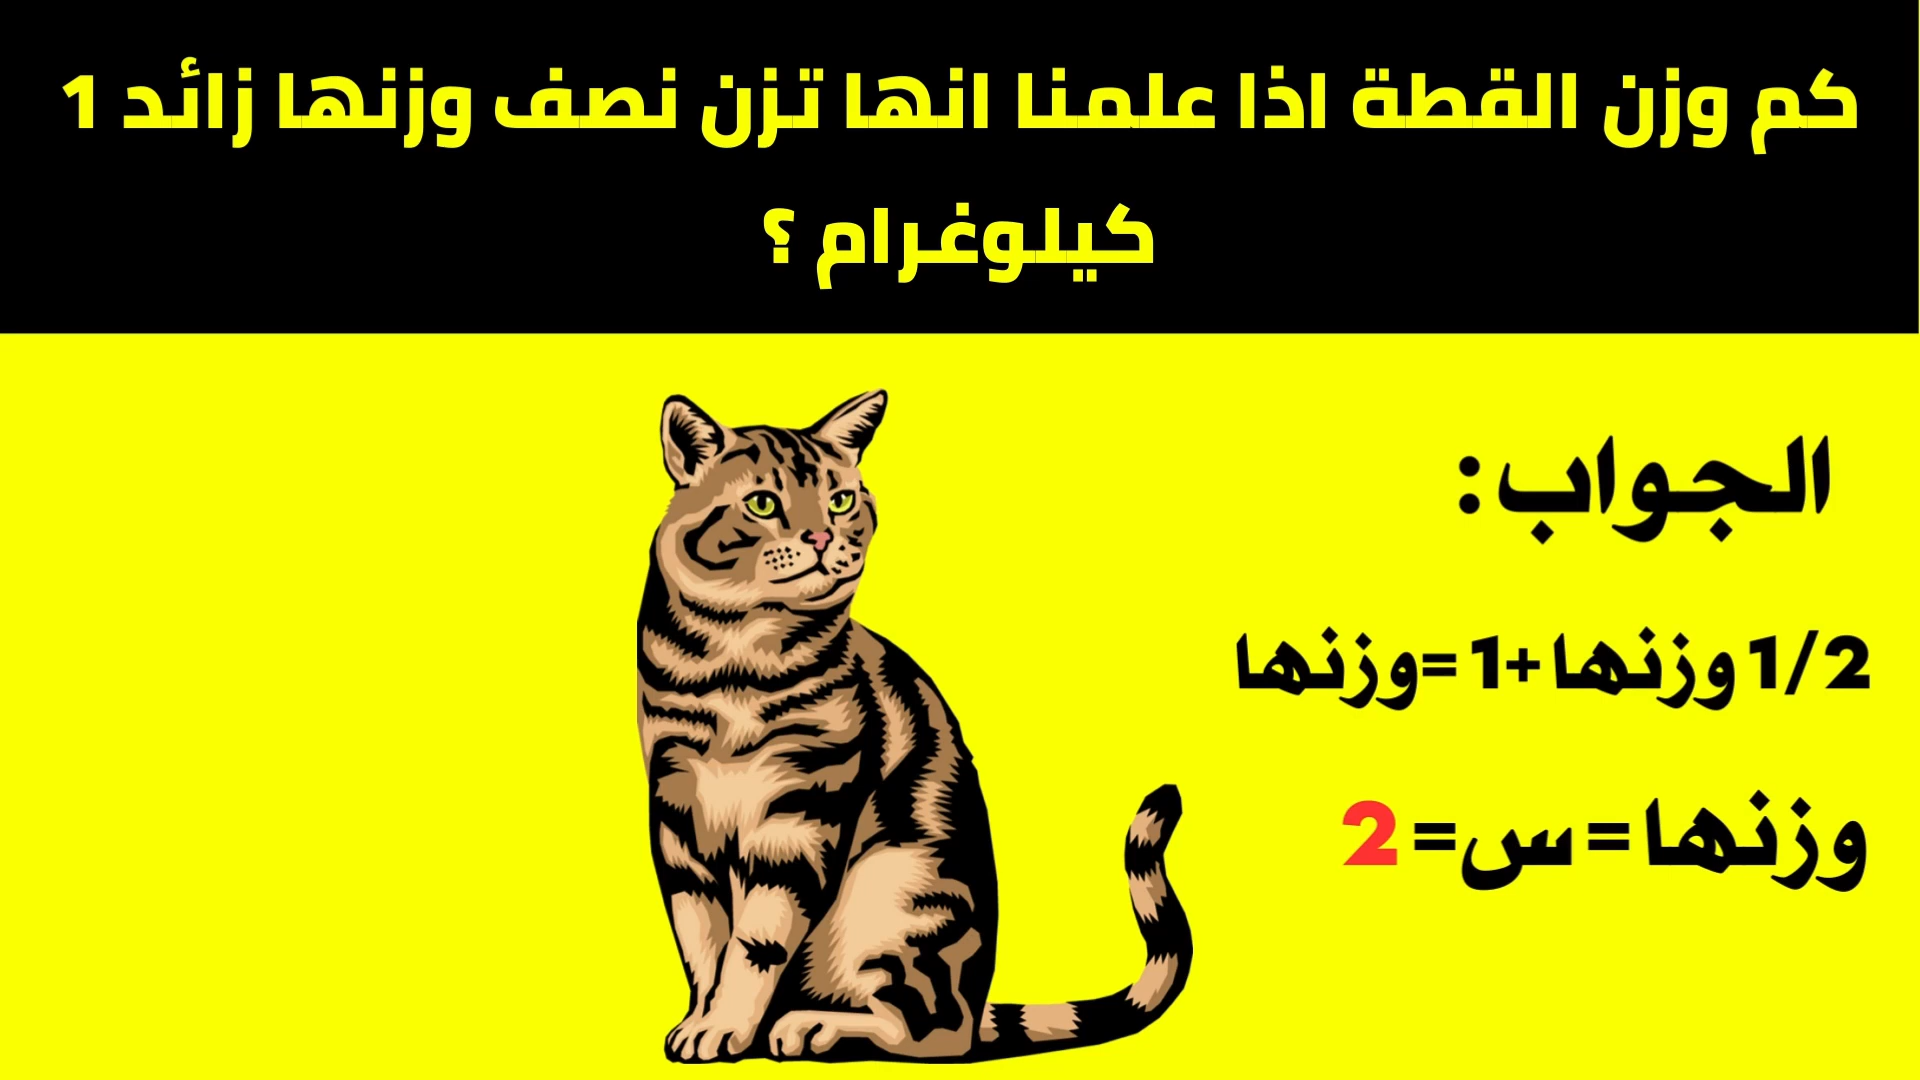 كم وزن القطة اذا علمنا انها تزن نصف وزنها زائد 1
كيلوغرام ؟
الجواب:
1/2 وزنها +1 =وزنها
وزنها =س= 2